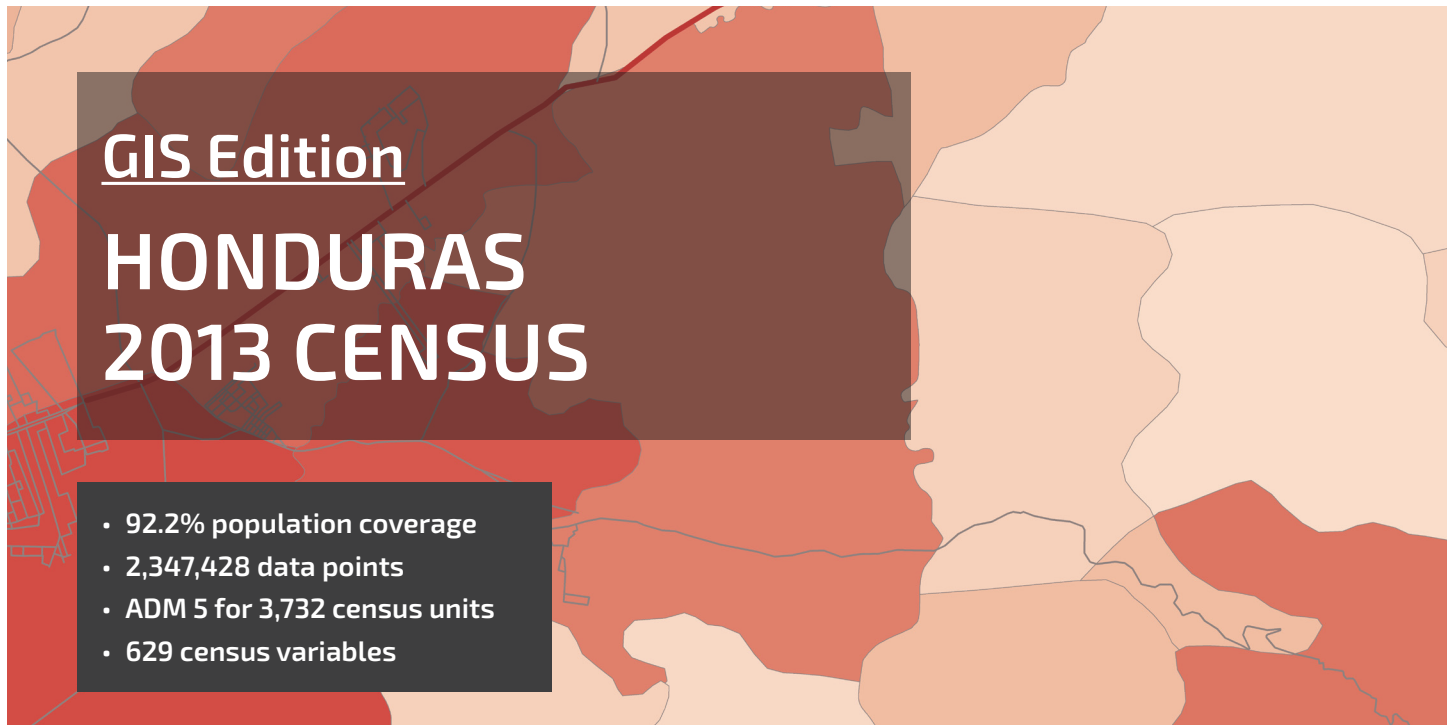 GIS Edition
HONDURAS
2013 CENSUS
• 92.2% population coverage
• 2,347,428 data points
• ADM 5 for 3,732 census units
• 629 census variables